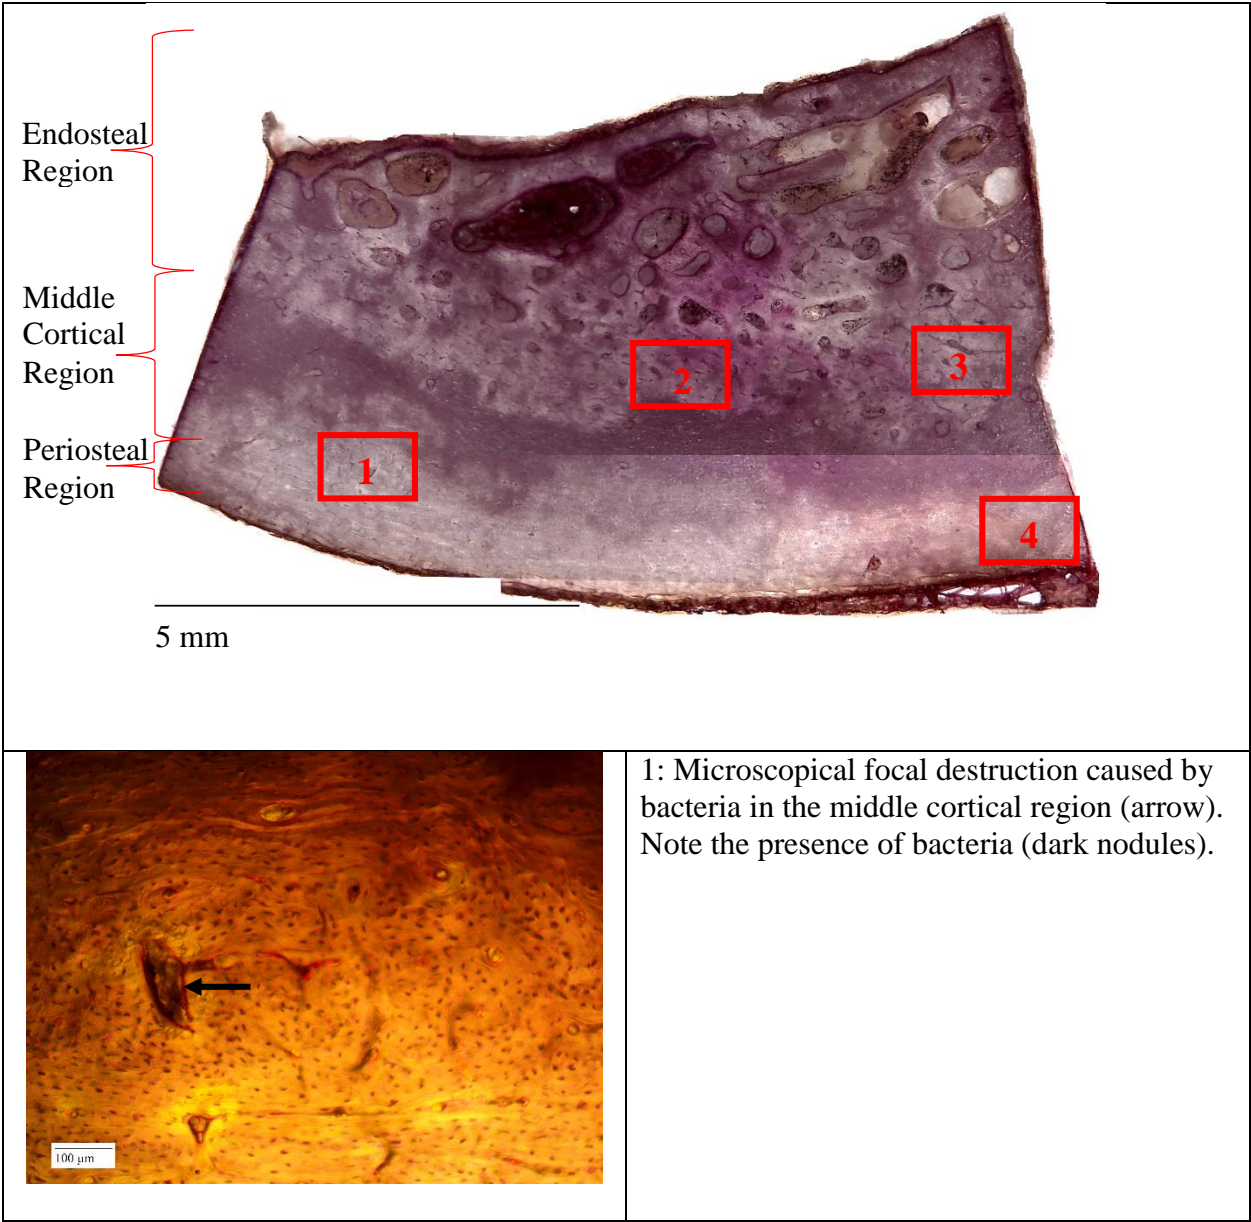 Endosteal
Region
Middle
Cortical
Region
Periosteal
Region
1
2
3
4
5 mm
100 µm
1: Microscopical focal destruction caused by
bacteria in the middle cortical region (arrow).
Note the presence of bacteria (dark nodules).